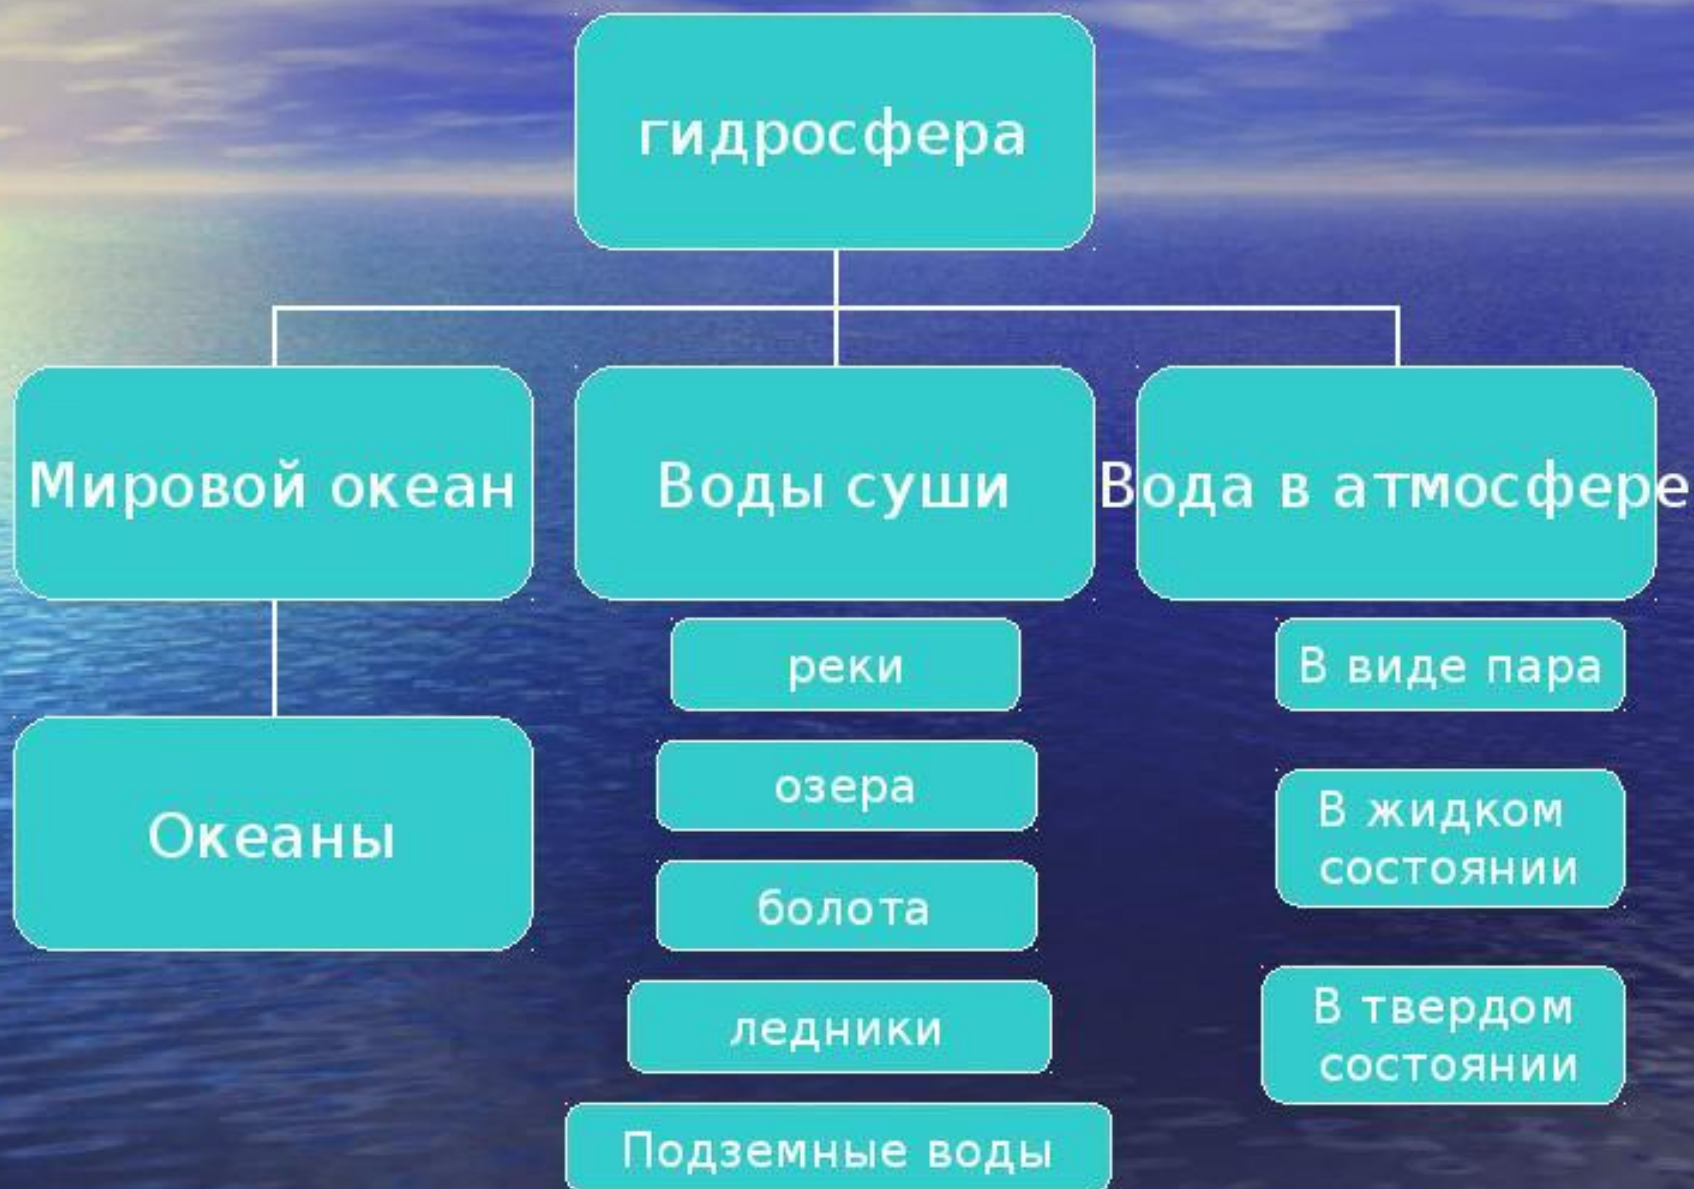 гидросфера
Мировой океан
Воды суши
Вода в атмосфере
Океаны
реки
озера
болота
ледники
Подземные воды
В виде пара
В жидком
состоянии
В твердом
состоянии